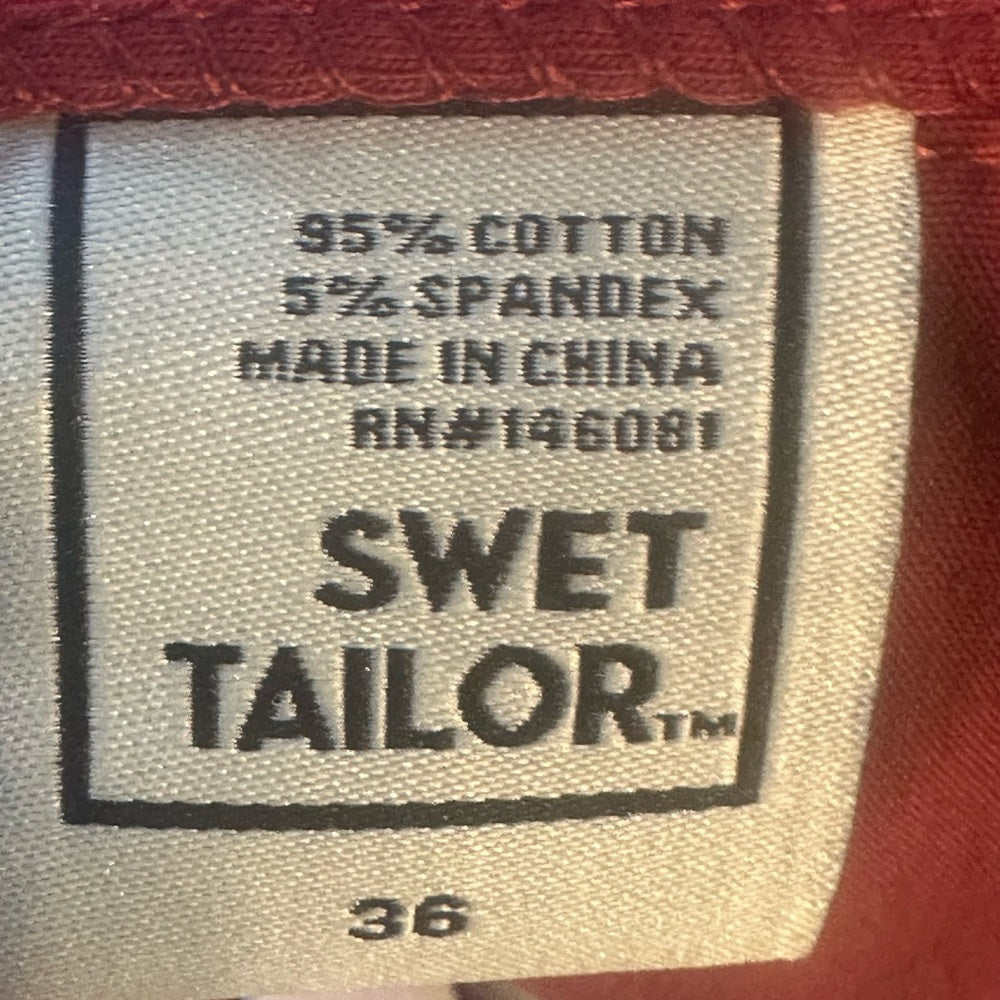 95% COTTON
5% SPANDEX
MADE IN CHINA
RN#146081
SWET
TAILOR™
36